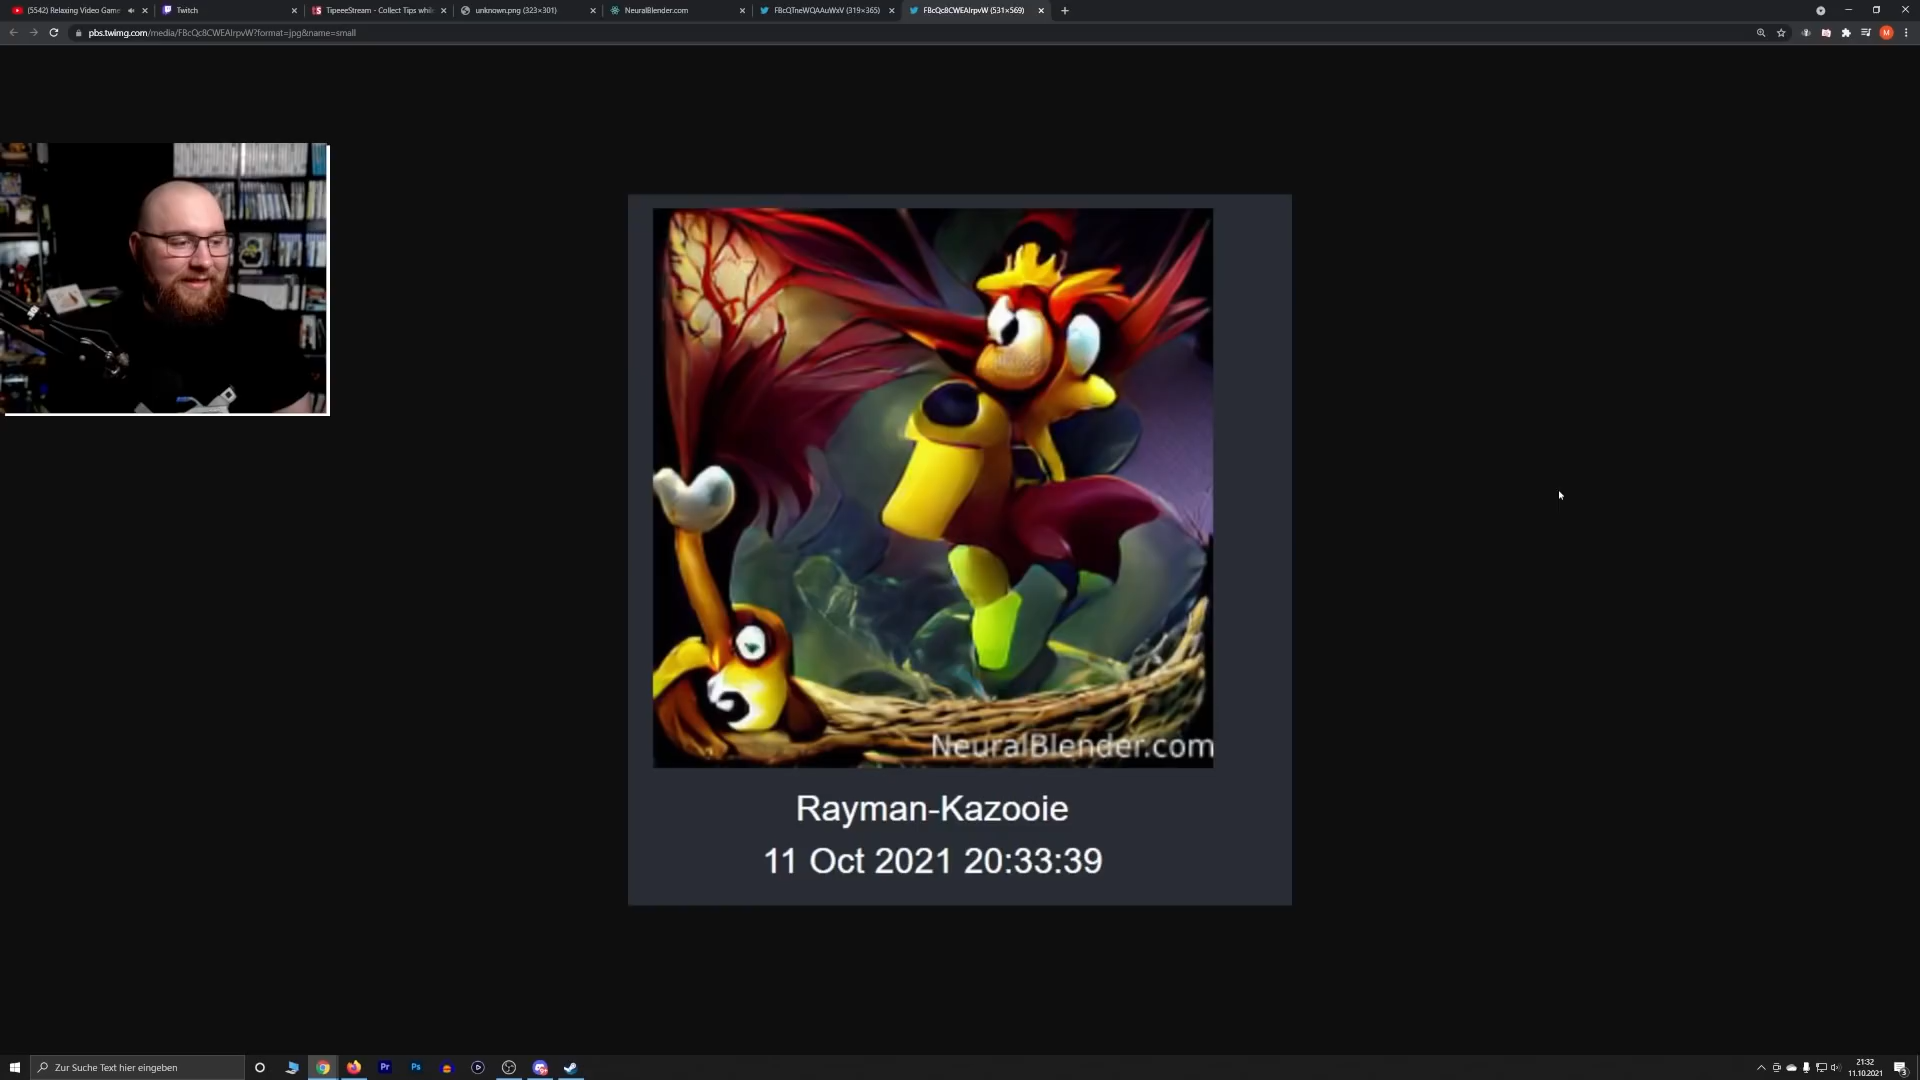 (5542) Relaxing Video Game
Twitch
TipeeeStream - Collect Tips whil
unknown.png (323×301)
NeuralBlender.com
FBcQTneWQAAuWxV (319×365)
FBcQc8CWEAIrpvW (531×569)
pbs.twimg.com/media/FBcQc8CWEAIrpvW?format=jpg&name=small
M
NeuralBlender.com
Rayman-Kazooie
11 Oct 2021 20:33:39
Zur Suche Text hier eingeben
Pr
Ps
21:32
11.10.2021